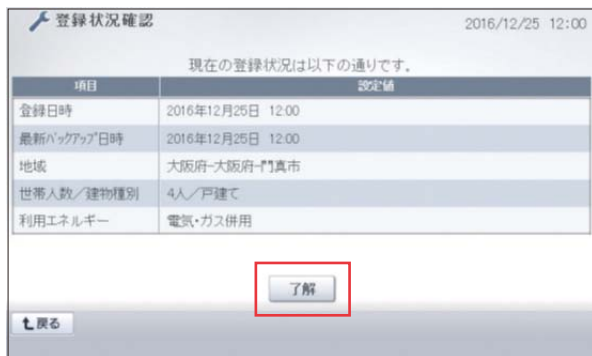 登録状況確認 2016/12/25 12:00
現在の登録状況は以下の通りです。
項目 設定値
登録日時 2016年12月25日 12:00
最新ﾊﾞｯｸｱｯﾌﾟ日時 2016年12月25日 12:00
地域 大阪府-大阪府-門真市
世帯人数／建物種別 4人／戸建て
利用エネルギー 電気・ガス併用
了解
戻る